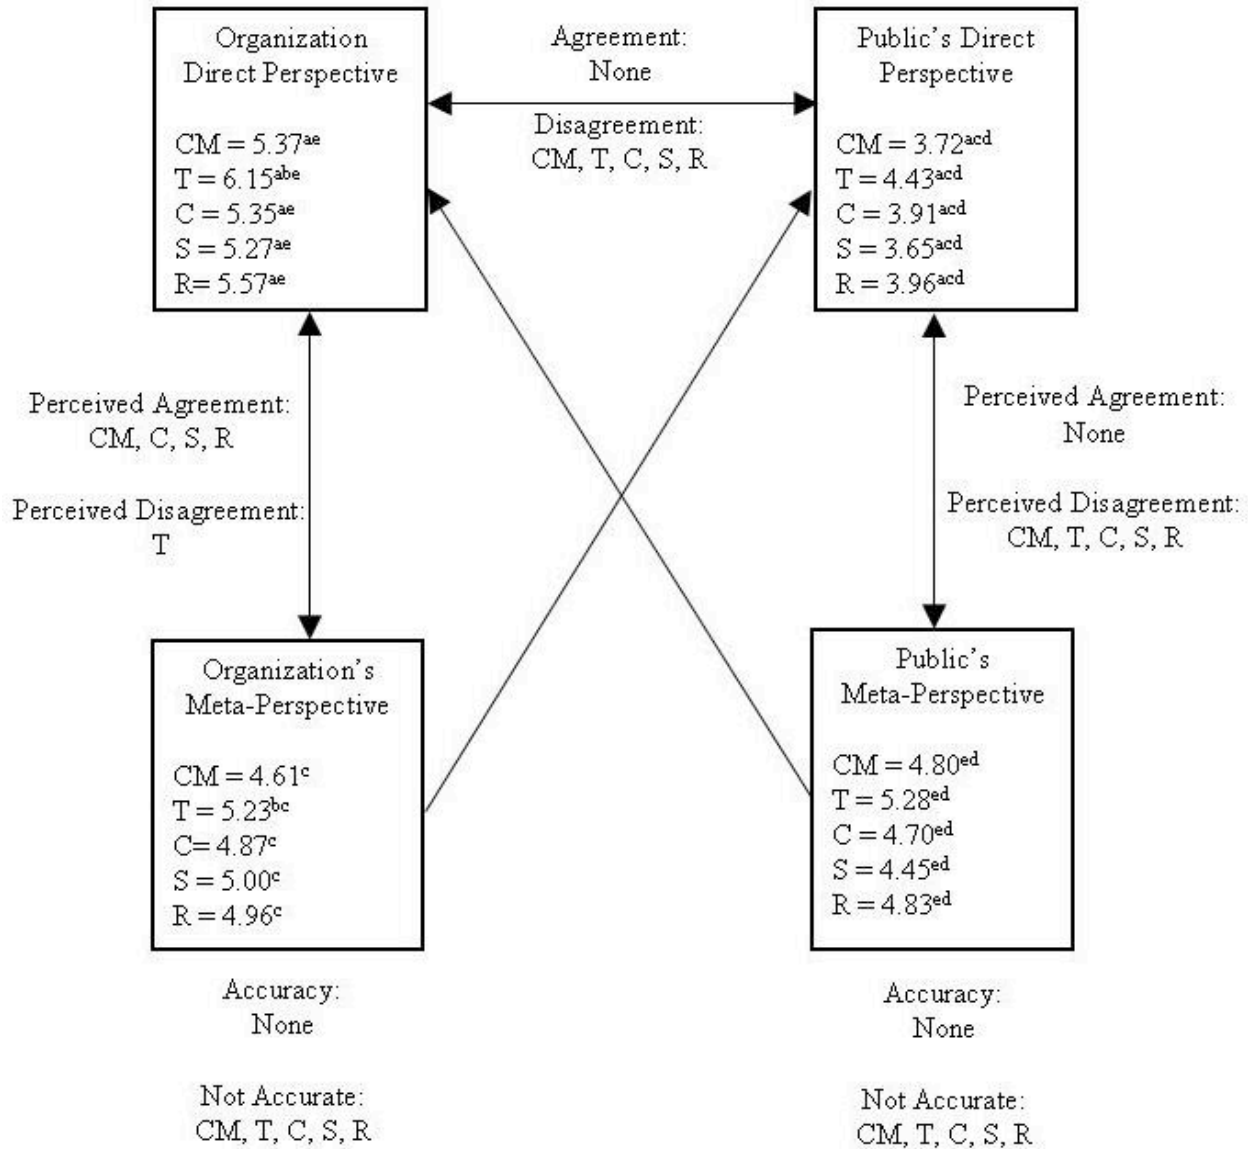 Organization
Direct Perspective
CM = 5.37ᵃᵉ
T = 6.15ᵃᵇᵉ
C = 5.35ᵃᵉ
S = 5.27ᵃᵉ
R= 5.57ᵃᵉ
Agreement:
None
Disagreement:
CM, T, C, S, R
Public’s Direct
Perspective
CM = 3.72ᵃᶜᵈ
T = 4.43ᵃᶜᵈ
C = 3.91ᵃᶜᵈ
S = 3.65ᵃᶜᵈ
R = 3.96ᵃᶜᵈ
Perceived Agreement:
CM, C, S, R
Perceived Disagreement:
T
Perceived Agreement:
None
Perceived Disagreement:
CM, T, C, S, R
Organization’s
Meta-Perspective
CM = 4.61ᶜ
T = 5.23ᵇᶜ
C= 4.87ᶜ
S = 5.00ᶜ
R = 4.96ᶜ
Public’s
Meta-Perspective
CM = 4.80ᵉᵈ
T = 5.28ᵉᵈ
C = 4.70ᵉᵈ
S = 4.45ᵉᵈ
R = 4.83ᵉᵈ
Accuracy:
None
Not Accurate:
CM, T, C, S, R
Accuracy:
None
Not Accurate:
CM, T, C, S, R